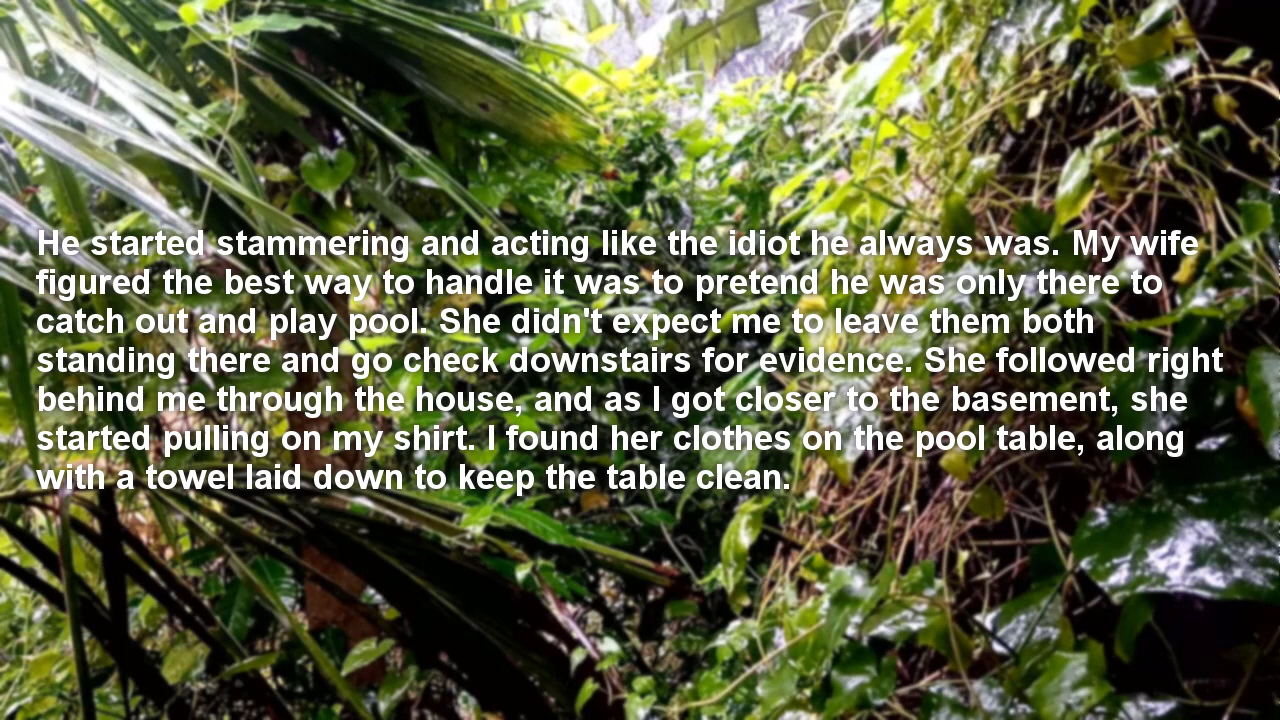 He started stammering and acting like the idiot he always was. My wife
figured the best way to handle it was to pretend he was only there to
catch out and play pool. She didn't expect me to leave them both
standing there and go check downstairs for evidence. She followed right
behind me through the house, and as I got closer to the basement, she
started pulling on my shirt. I found her clothes on the pool table, along
with a towel laid down to keep the table clean.